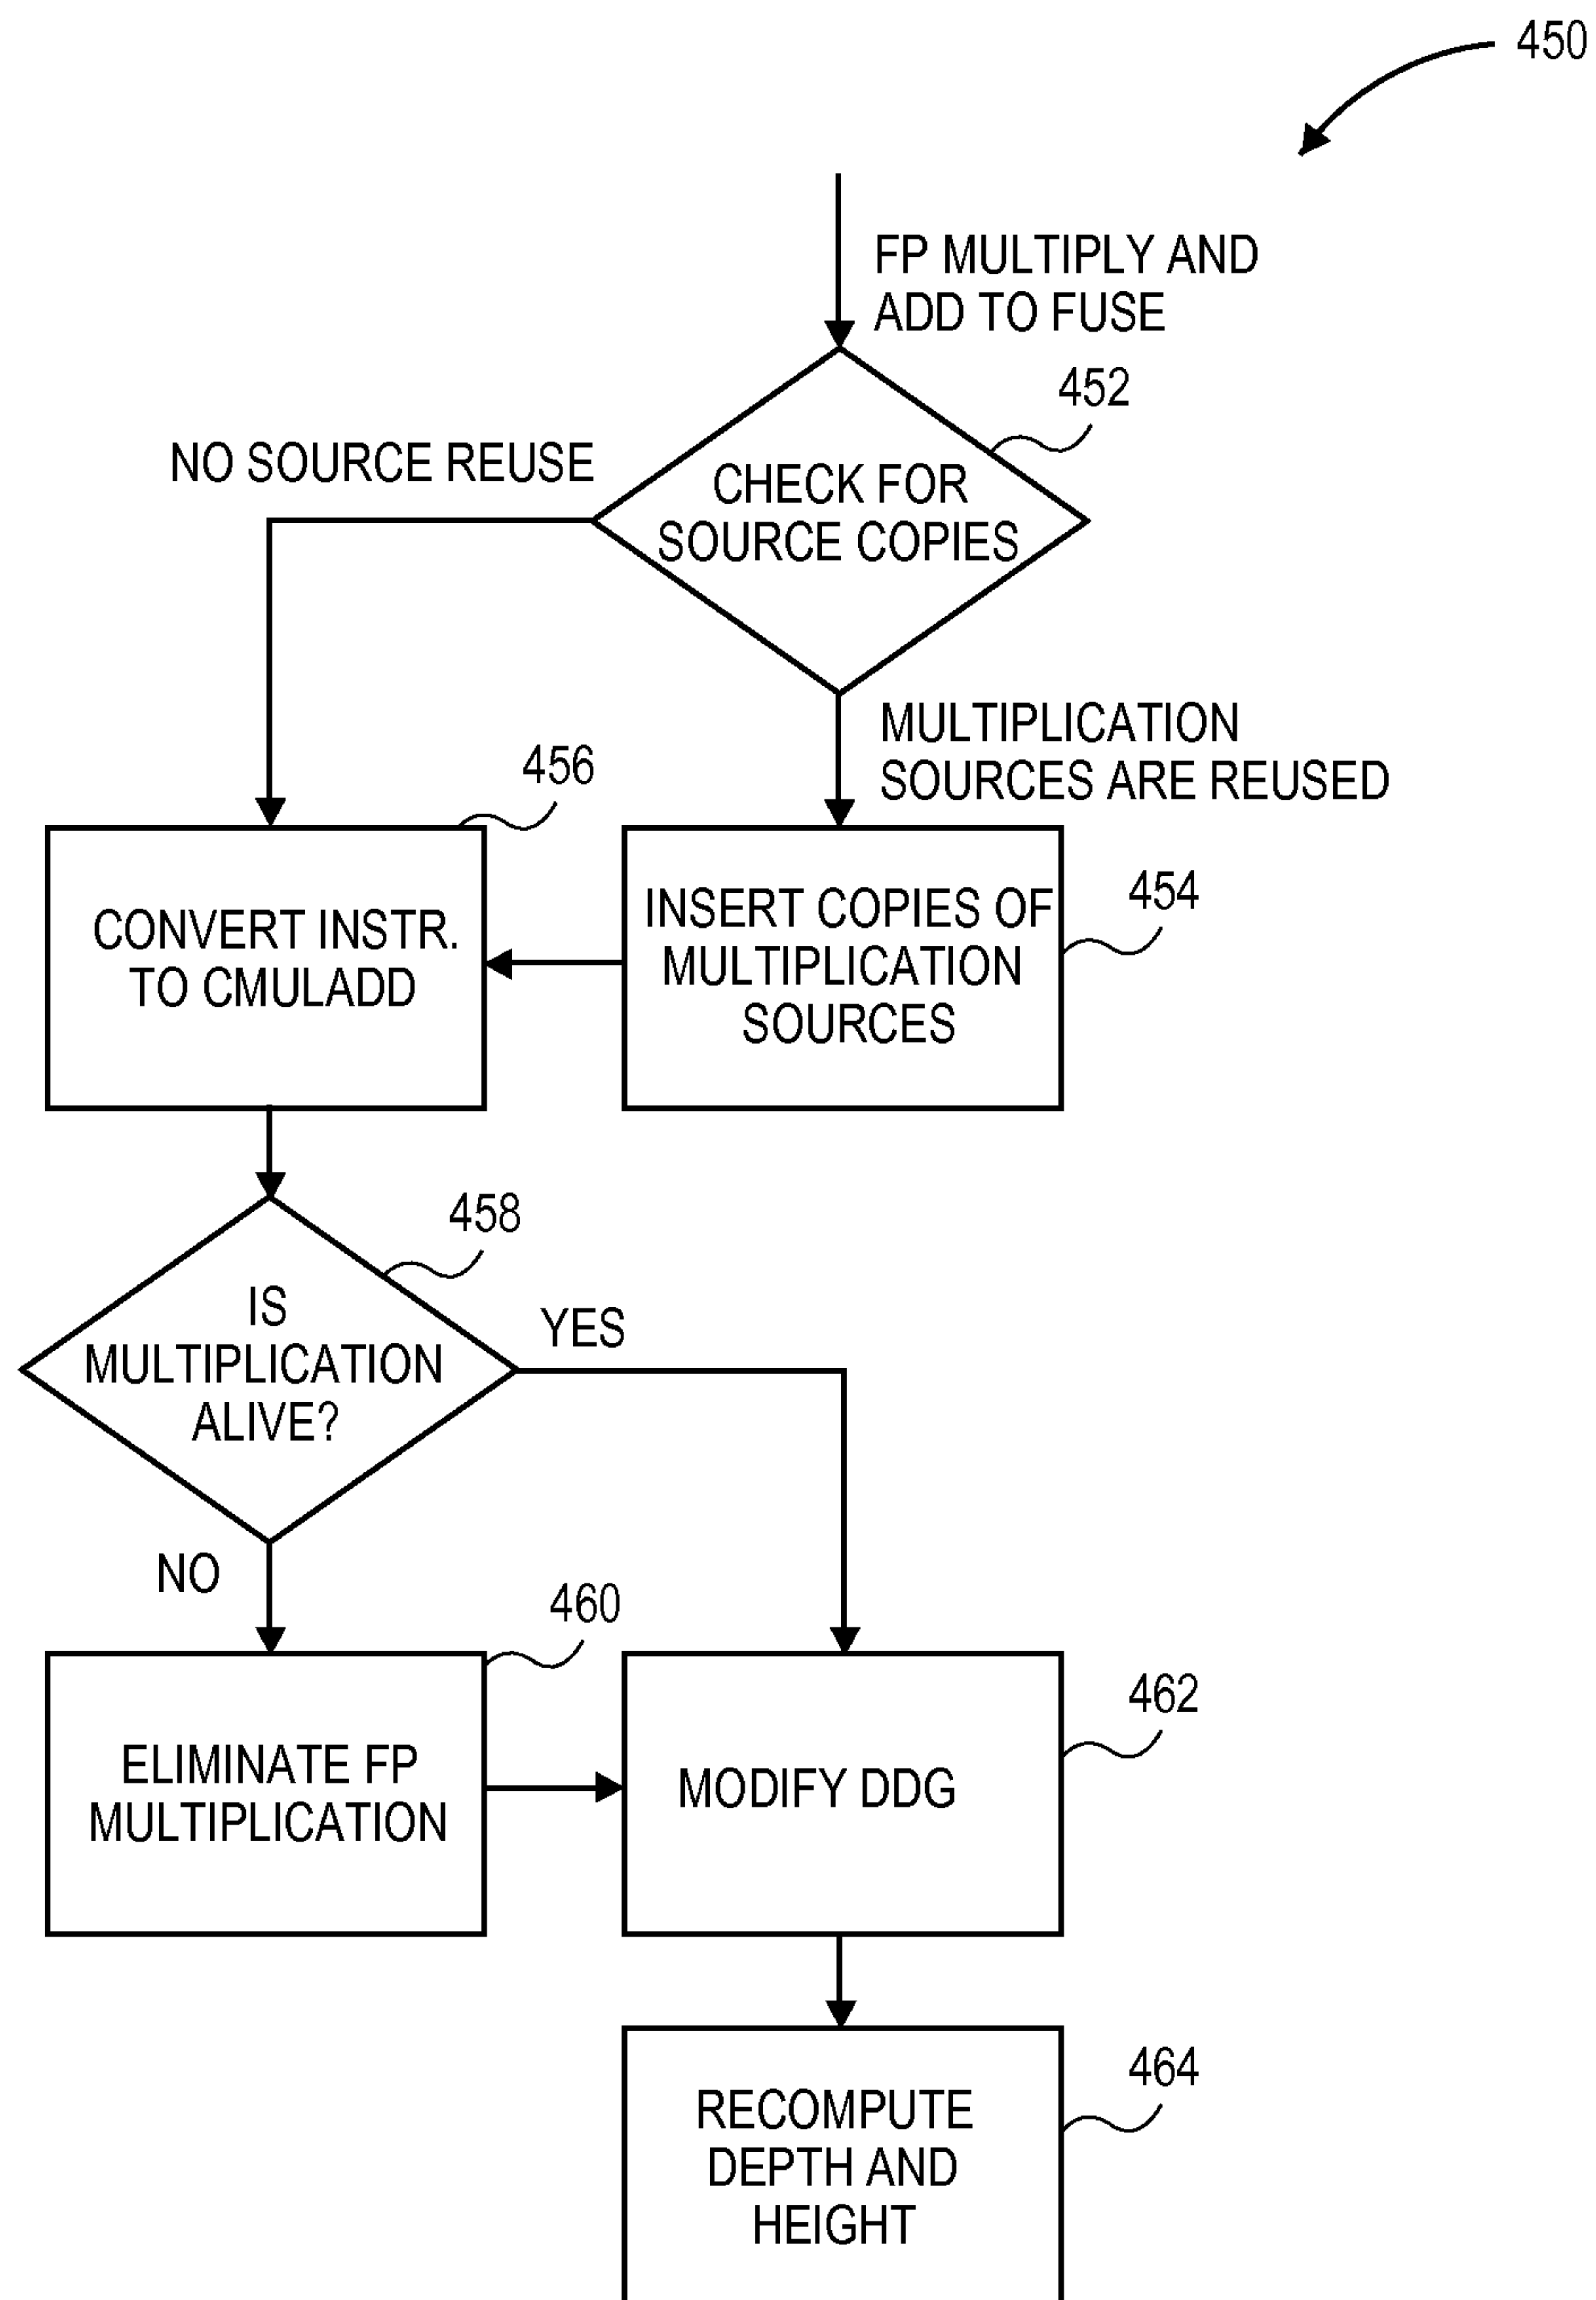 450
FP MULTIPLY AND
ADD TO FUSE
452
NO SOURCE REUSE
CHECK FOR
SOURCE COPIES
MULTIPLICATION
SOURCES ARE REUSED
456
454
CONVERT INSTR.
TO CMULADD
INSERT COPIES OF
MULTIPLICATION
SOURCES
458
IS
MULTIPLICATION
ALIVE?
YES
NO
460
462
ELIMINATE FP
MULTIPLICATION
MODIFY DDG
464
RECOMPUTE
DEPTH AND
HEIGHT